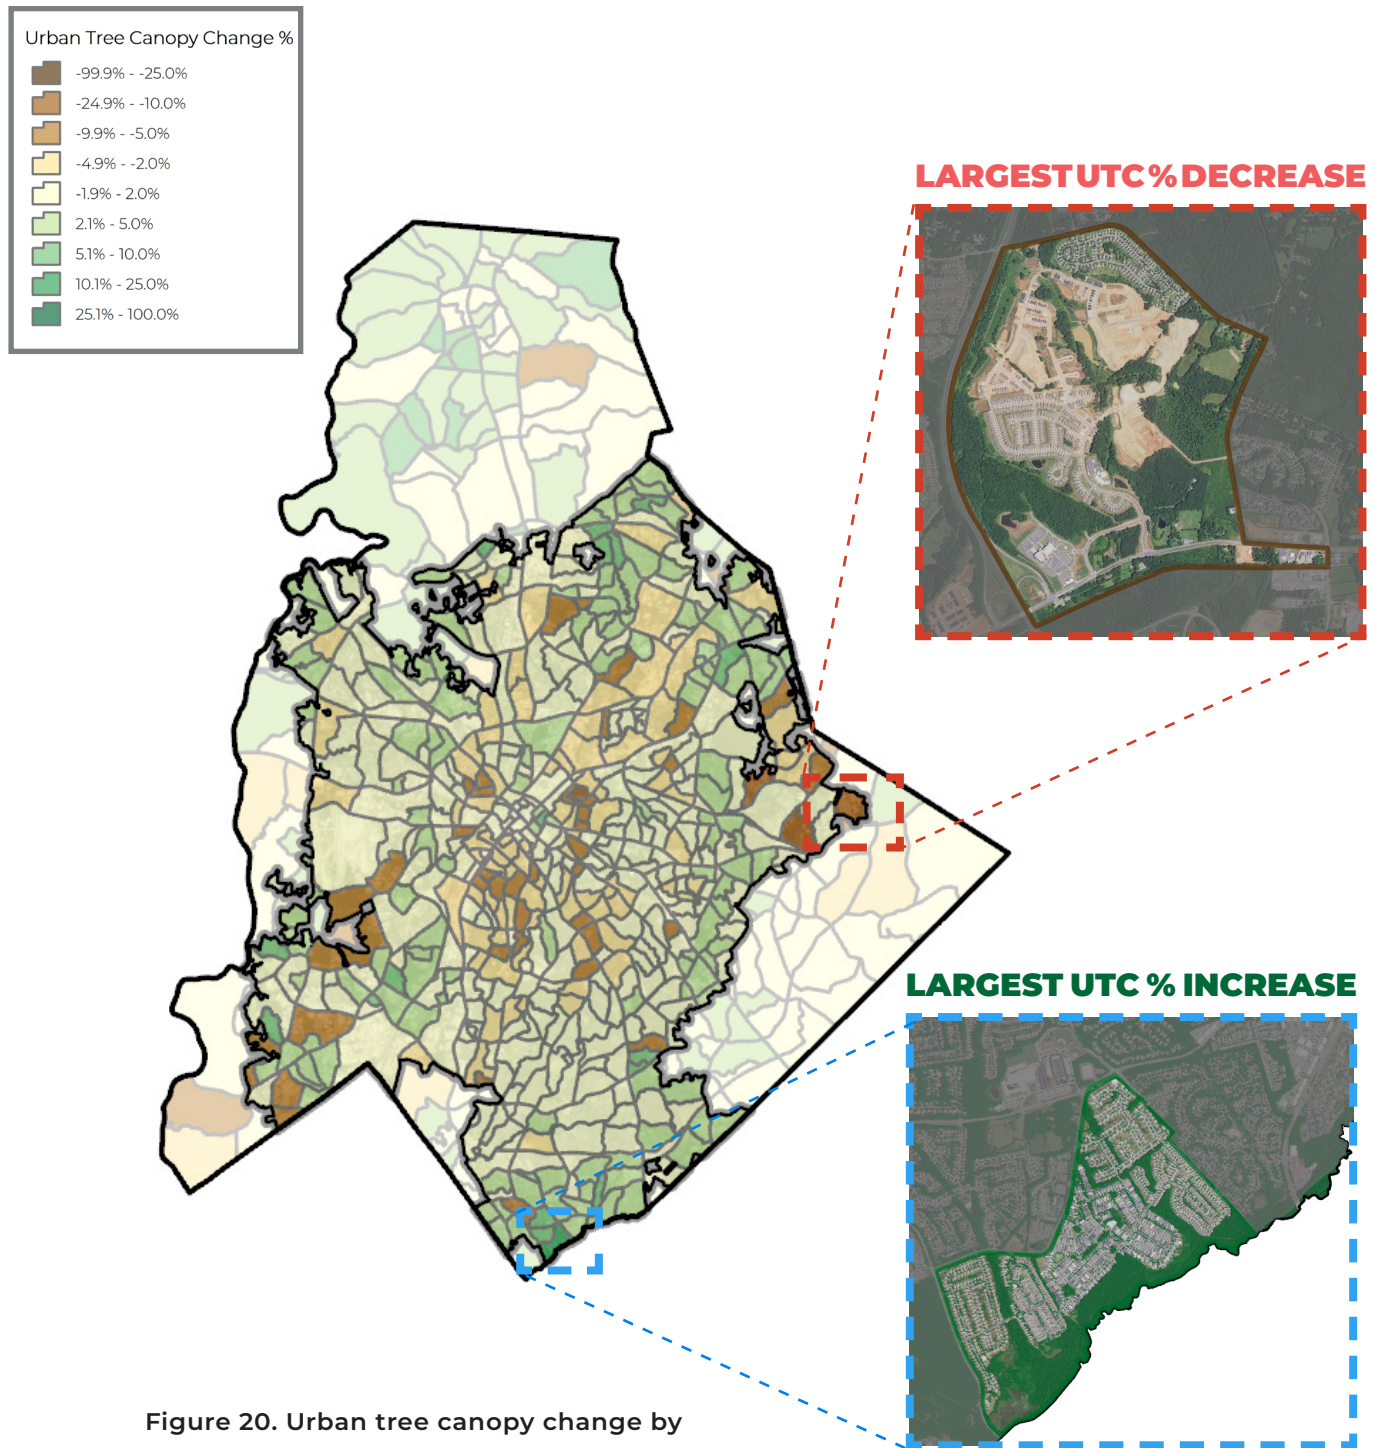 Urban Tree Canopy Change %
-99.9% - -25.0%
-24.9% - -10.0%
-9.9% - -5.0%
-4.9% - -2.0%
-1.9% - 2.0%
2.1% - 5.0%
5.1% - 10.0%
10.1% - 25.0%
25.1% - 100.0%
LARGEST UTC % DECREASE
LARGEST UTC % INCREASE
Figure 20. Urban tree canopy change by